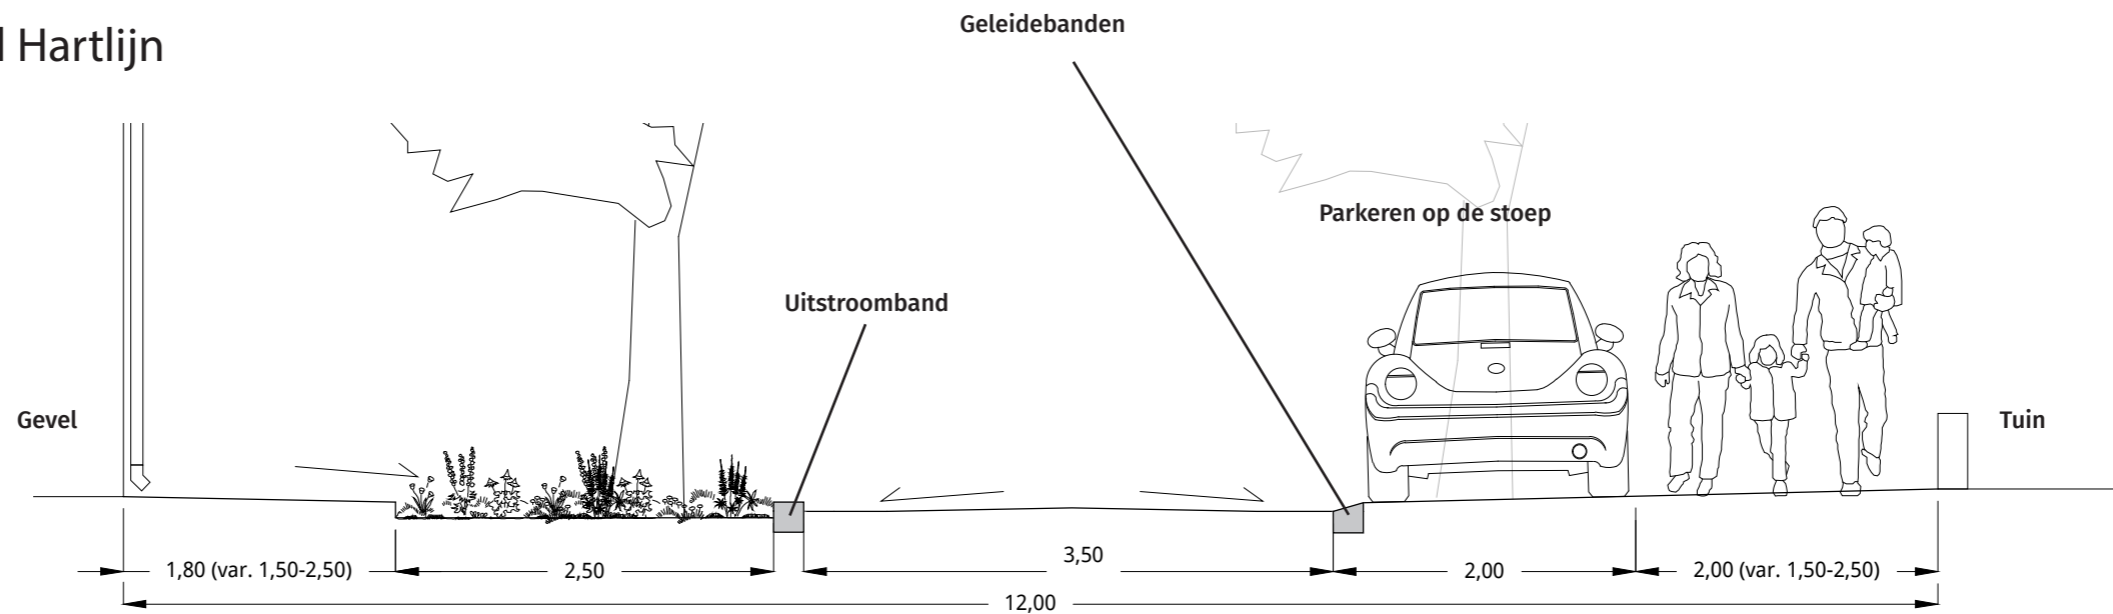 Hartlijn
Geleidebanden
Parkeren op de stoep
Uitstroomband
Gevel
Tuin
1,80 (var. 1,50-2,50)
2,50
3,50
2,00
2,00 (var. 1,50-2,50)
12,00